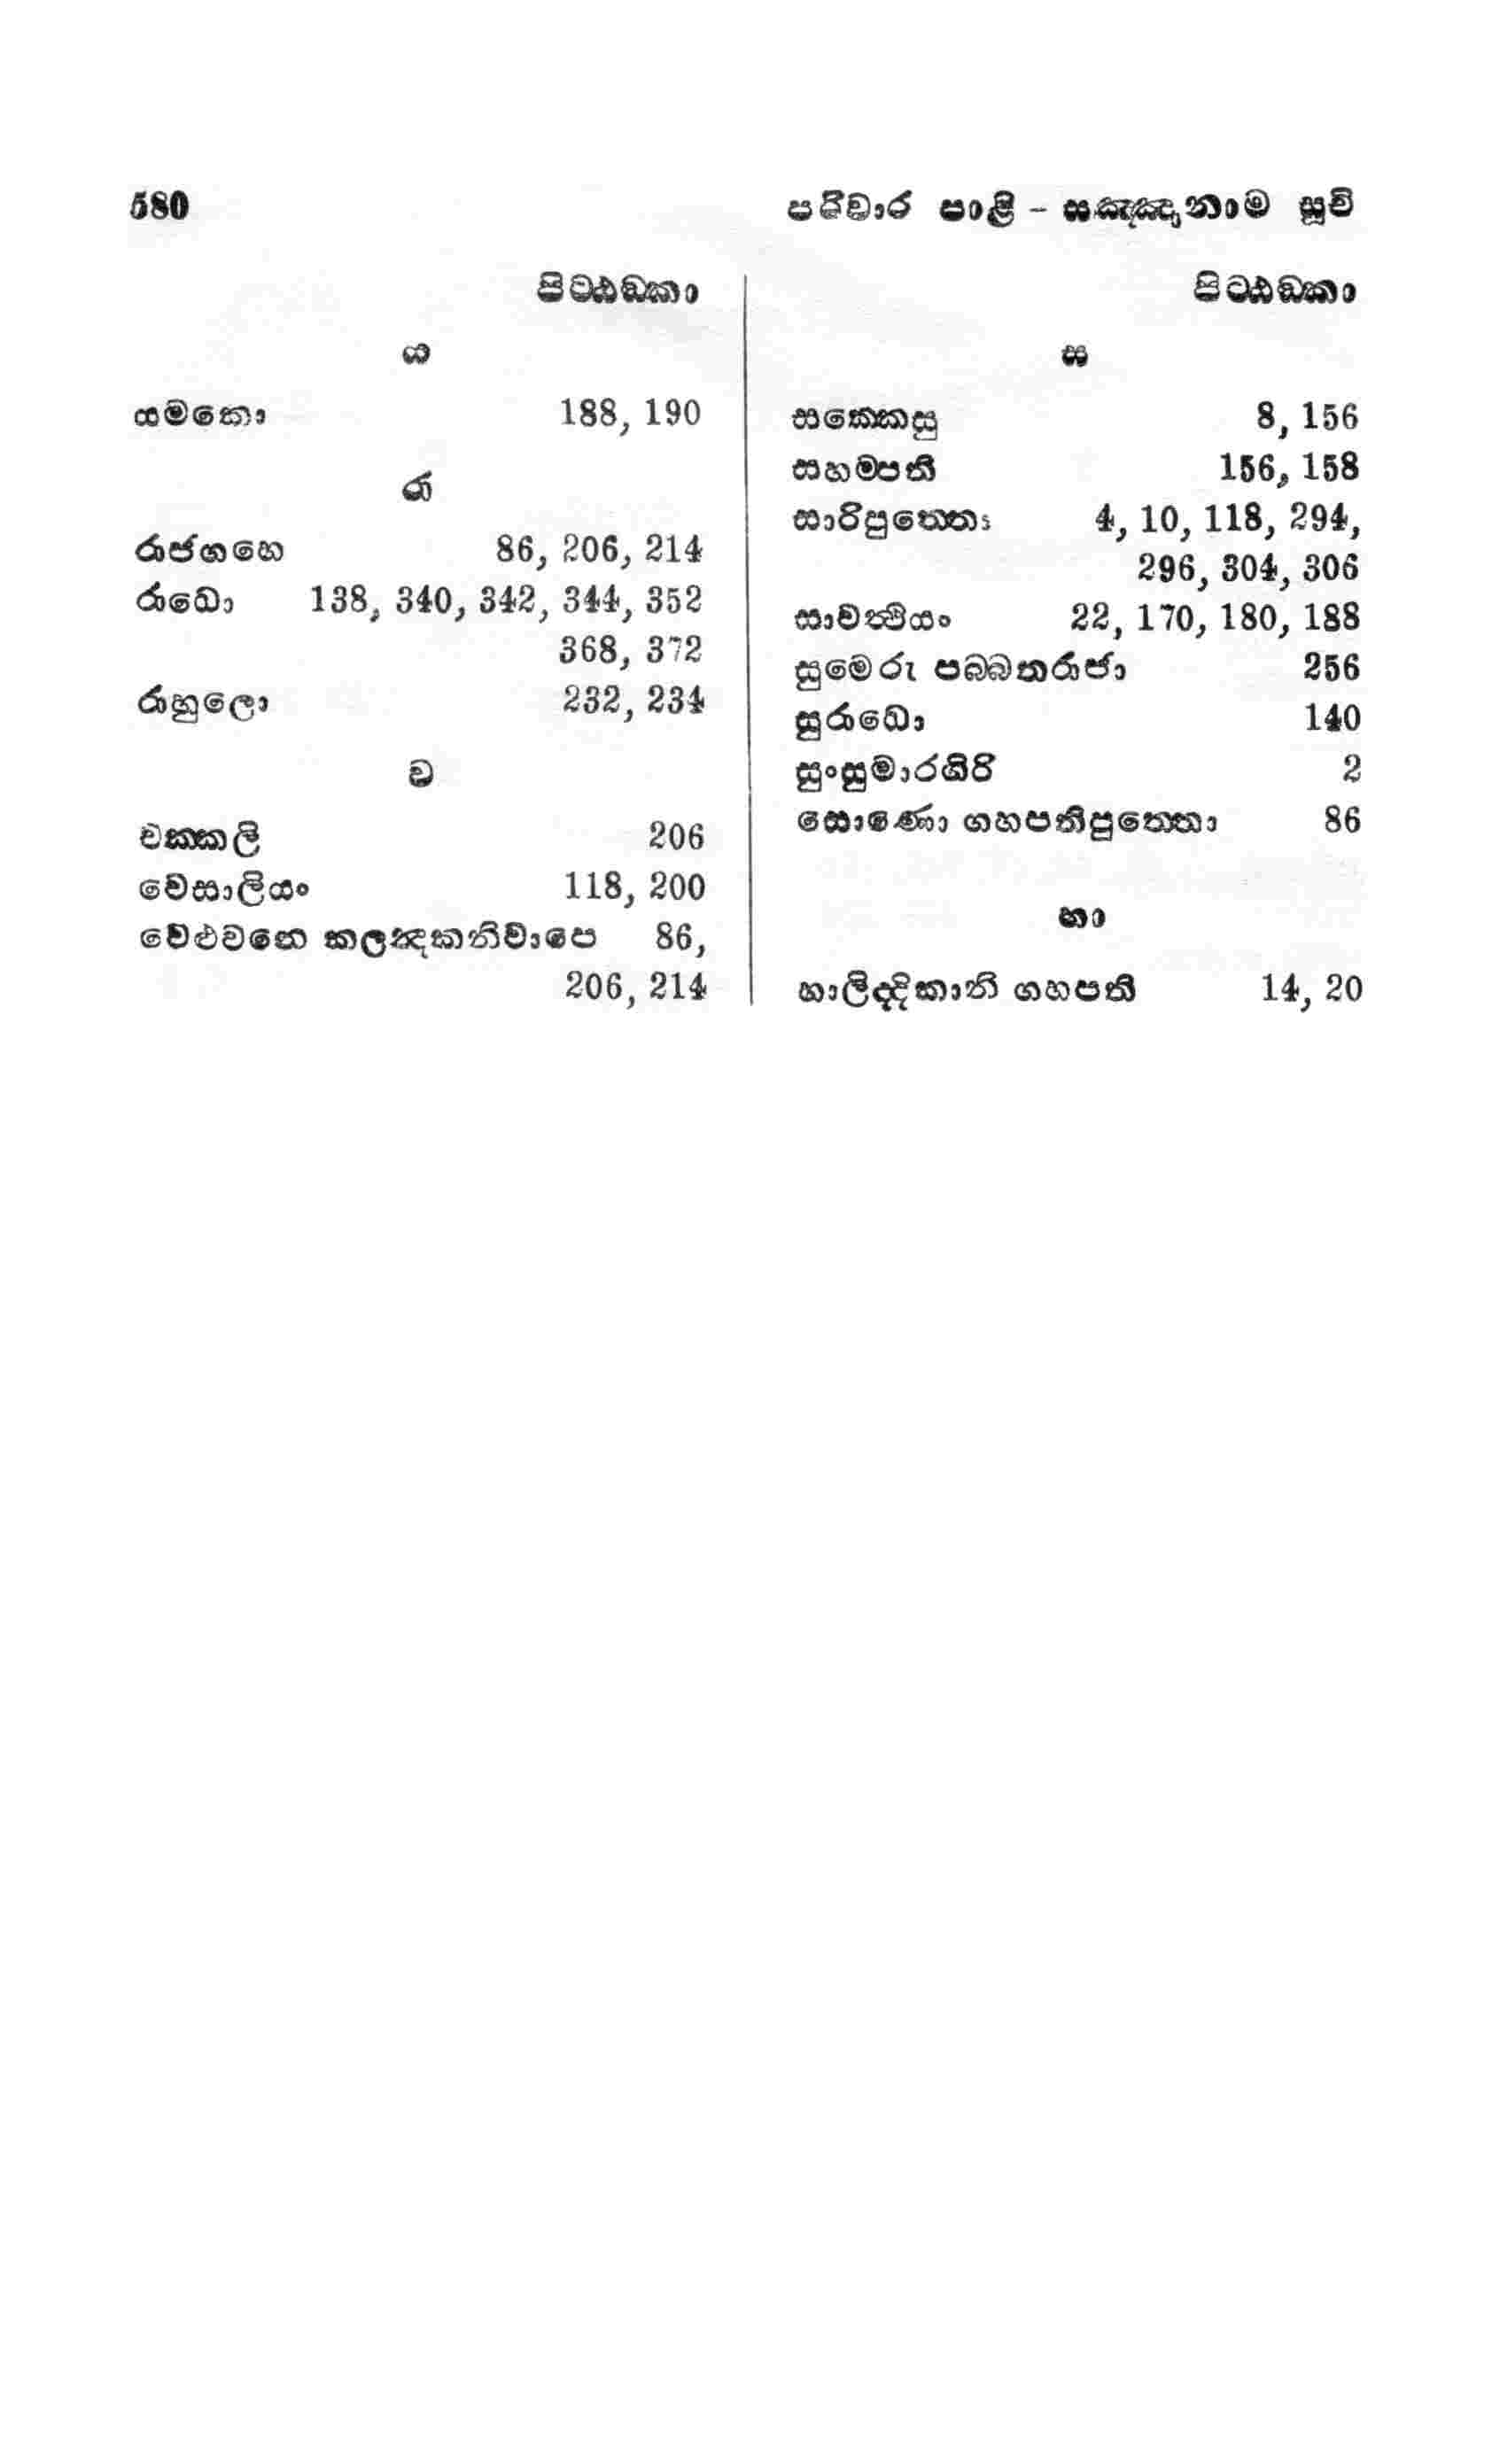 580
පරිවාර පාළි - සඤ්ඤානාම සූචි
පිට්ඨඞ්කා
ය
යමකො 188, 190
රා
රාජගහෙ 86, 206, 214
රාධො 138, 340, 342, 344, 352
368, 372
රාහුලො 232, 234
ව
වක්කලි 206
වෙසාලියං 118, 200
වෙළුවනෙ කලන්දකනිවාපෙ 86,
206, 214
පිට්ඨඞ්කා
ස
සක්කෙසු 8, 156
සහම්පති 156, 158
සාරිපුත්තො 4, 10, 118, 294,
296, 304, 306
සාවත්ථියං 22, 170, 180, 188
සුමෙරු පබ්බතරාජා 256
සුරාධො 140
සුංසුමාරගිරි 2
සොණො ගහපතිපුත්තො 86
හා
හාලිද්දිකානි ගහපති 14, 20